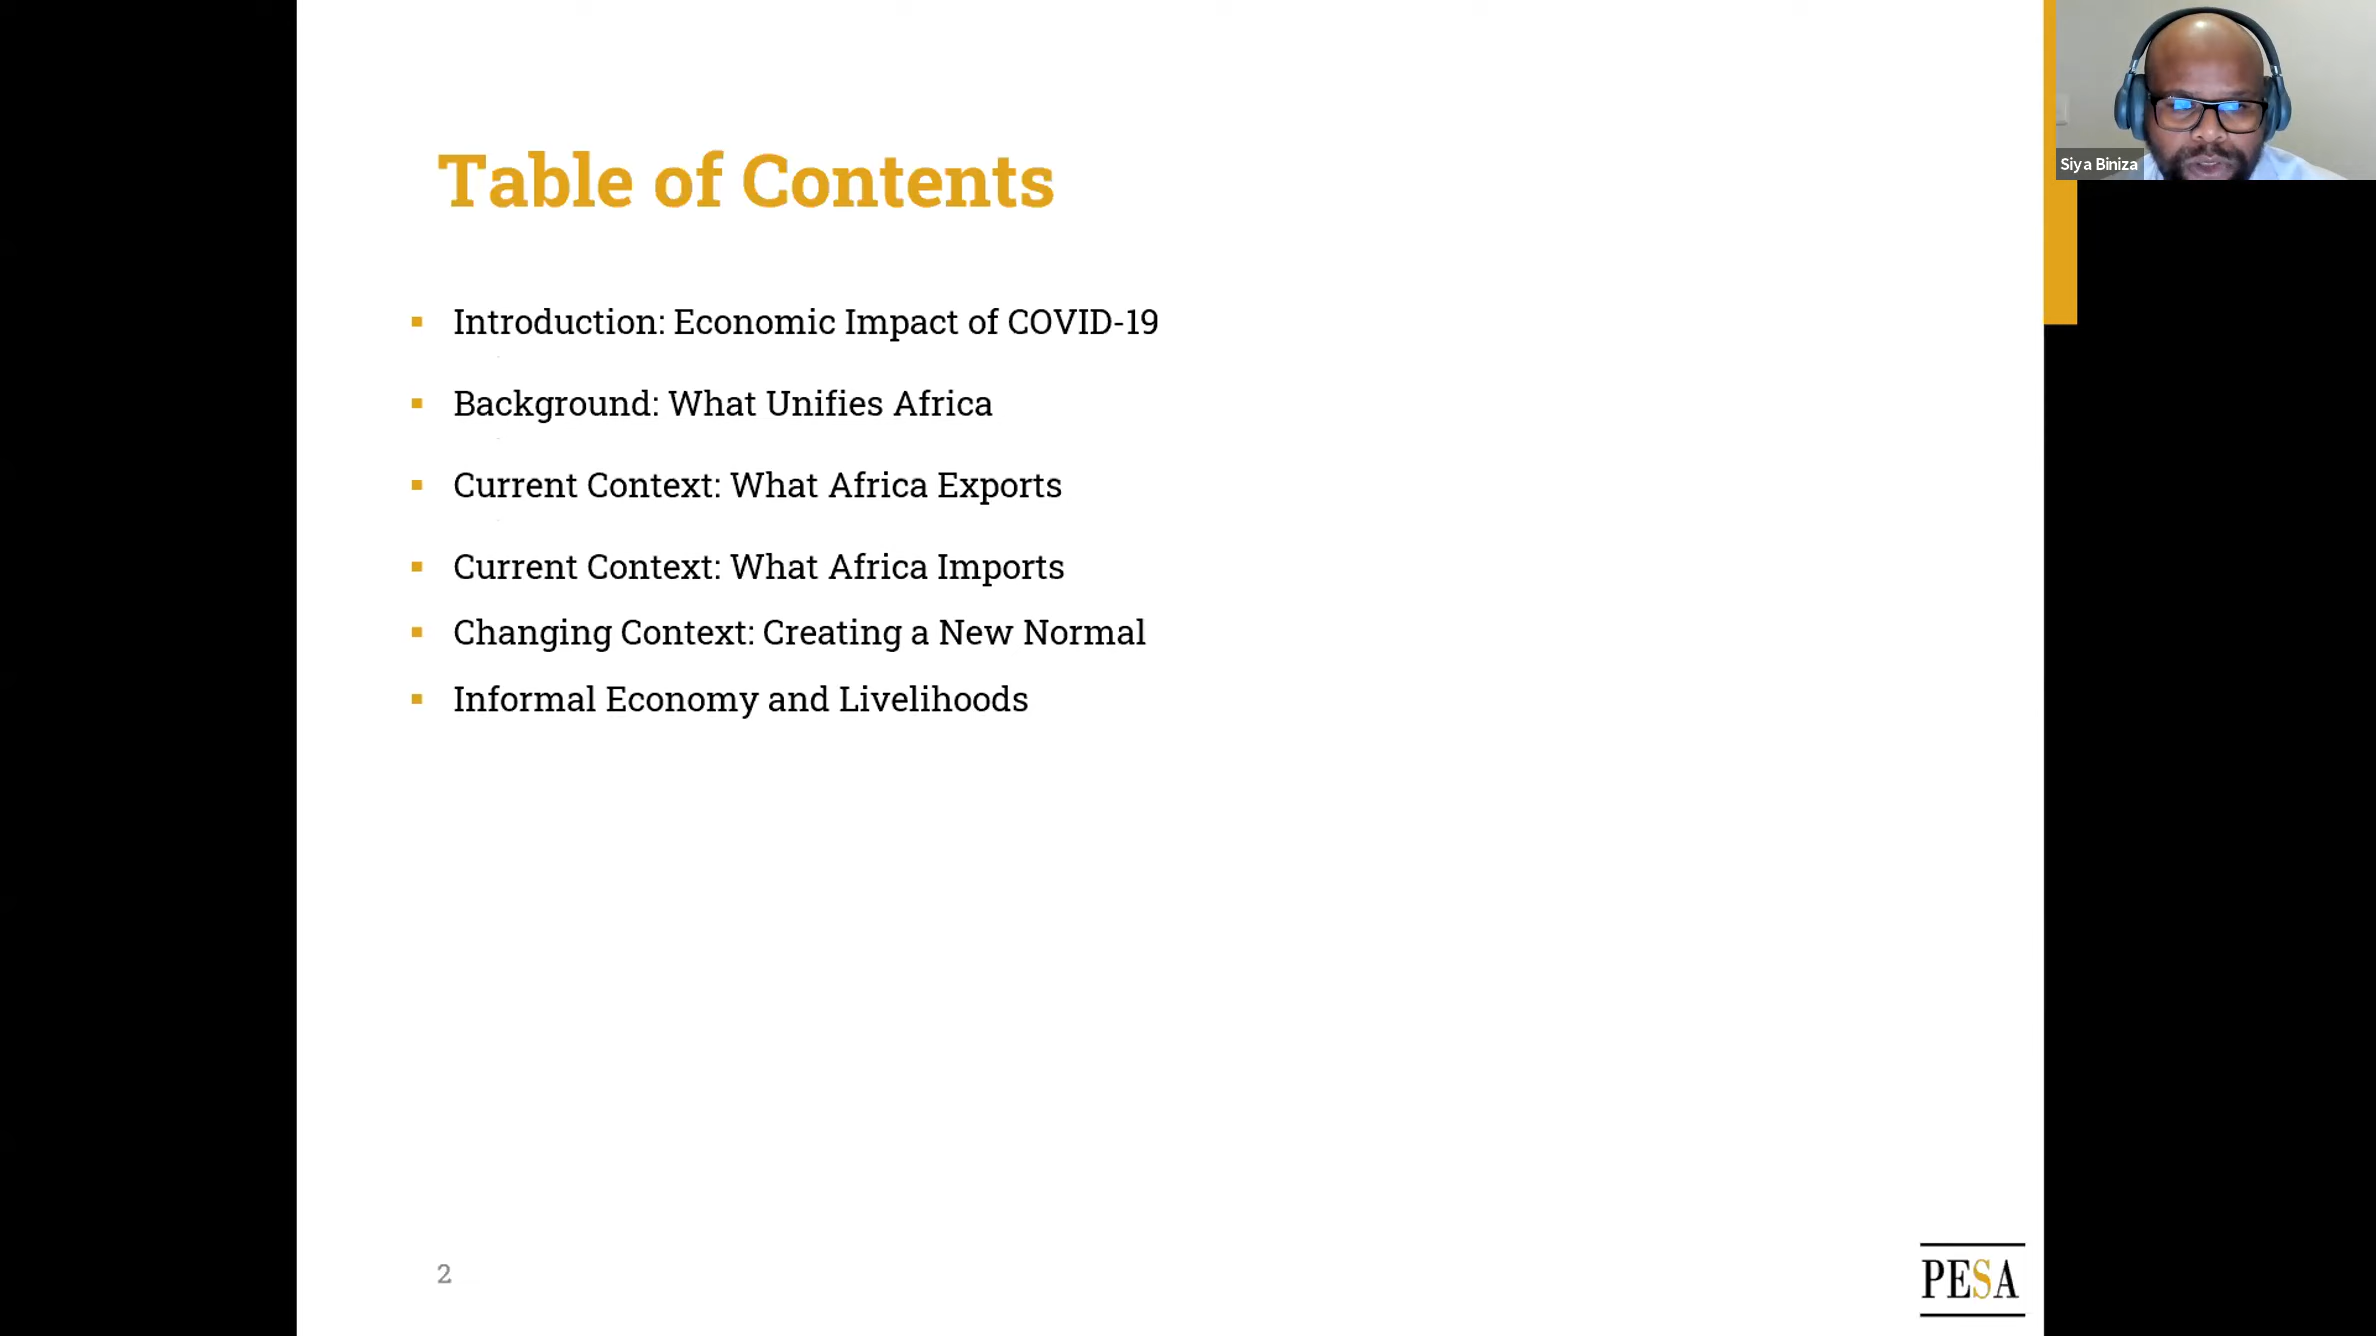 Table of Contents
Introduction: Economic Impact of COVID-19
Background: What Unifies Africa
Current Context: What Africa Exports
Current Context: What Africa Imports
Changing Context: Creating a New Normal
Informal Economy and Livelihoods
2
PESA
Siya Biniza